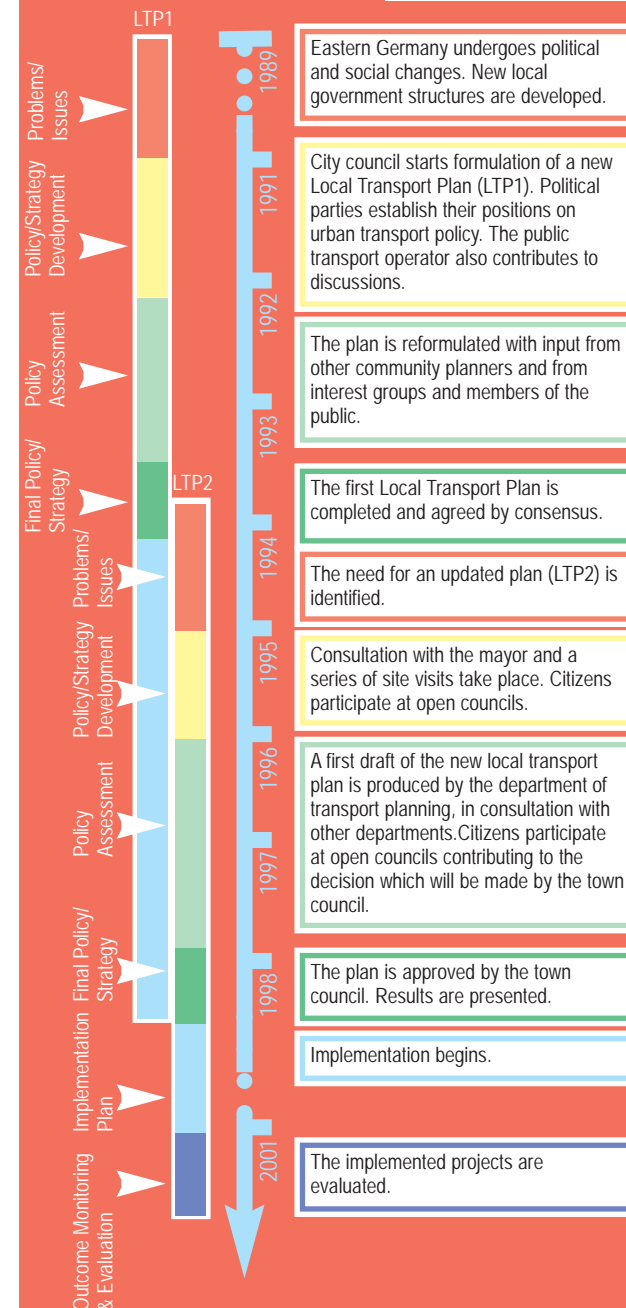 LTP1
1989
Problems/
Issues
Eastern Germany undergoes political
and social changes. New local
government structures are developed.
1991
Policy/Strategy
Development
City council starts formulation of a new
Local Transport Plan (LTP1). Political
parties establish their positions on
urban transport policy. The public
transport operator also contributes to
discussions.
1992
Policy
Assessment
The plan is reformulated with input from
other community planners and from
interest groups and members of the
public.
1993
Final Policy/
Strategy
LTP2
The first Local Transport Plan is
completed and agreed by consensus.
1994
Problems/
Issues
The need for an updated plan (LTP2) is
identified.
1995
Policy/Strategy
Development
Consultation with the mayor and a
series of site visits take place. Citizens
participate at open councils.
1996
Policy
Assessment
A first draft of the new local transport
plan is produced by the department of
transport planning, in consultation with
other departments.Citizens participate
at open councils contributing to the
decision which will be made by the town
council.
1997
Final Policy/
Strategy
1998
The plan is approved by the town
council. Results are presented.
Implementation
Plan
Implementation begins.
2001
Outcome Monitoring
& Evaluation
The implemented projects are
evaluated.